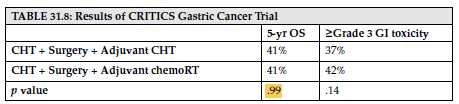 TABLE 31.8: Results of CRITICS Gastric Cancer Trial
5-yr OS ≥Grade 3 GI toxicity
CHT + Surgery + Adjuvant CHT 41% 37%
CHT + Surgery + Adjuvant chemoRT 41% 42%
p value .99 .14